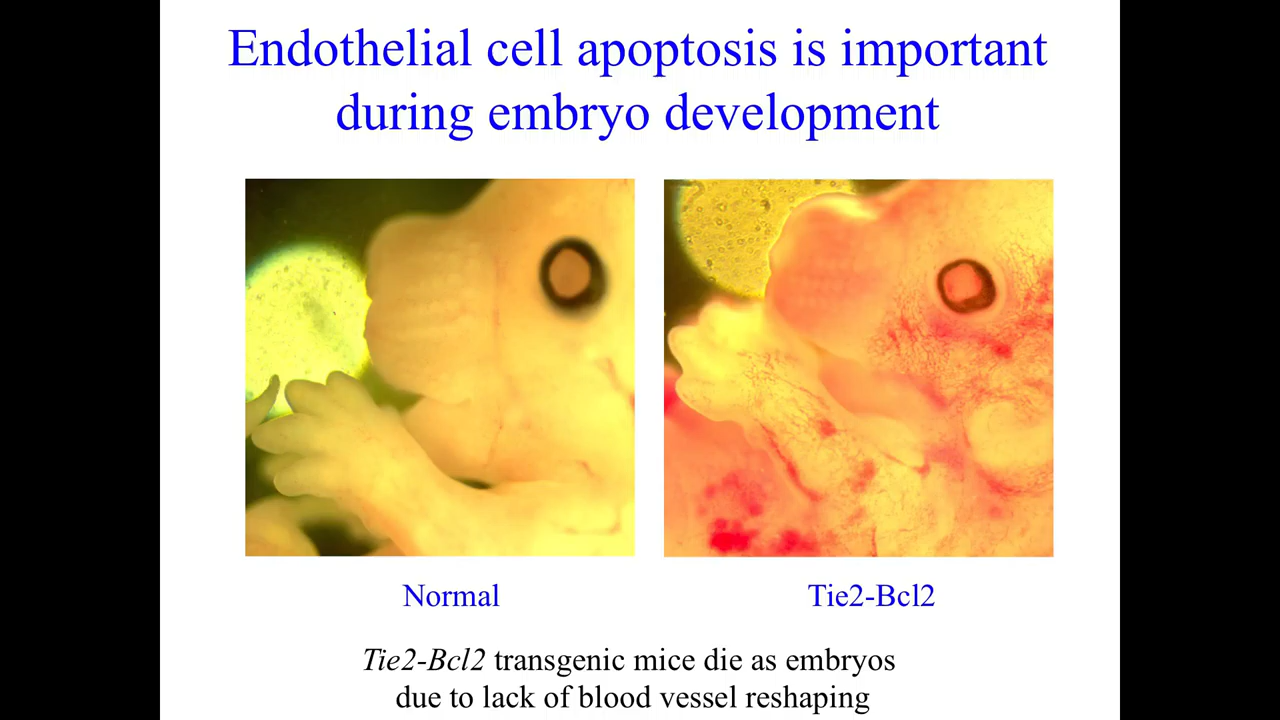 Endothelial cell apoptosis is important
during embryo development
Normal
Tie2-Bcl2
Tie2-Bcl2 transgenic mice die as embryos
due to lack of blood vessel reshaping